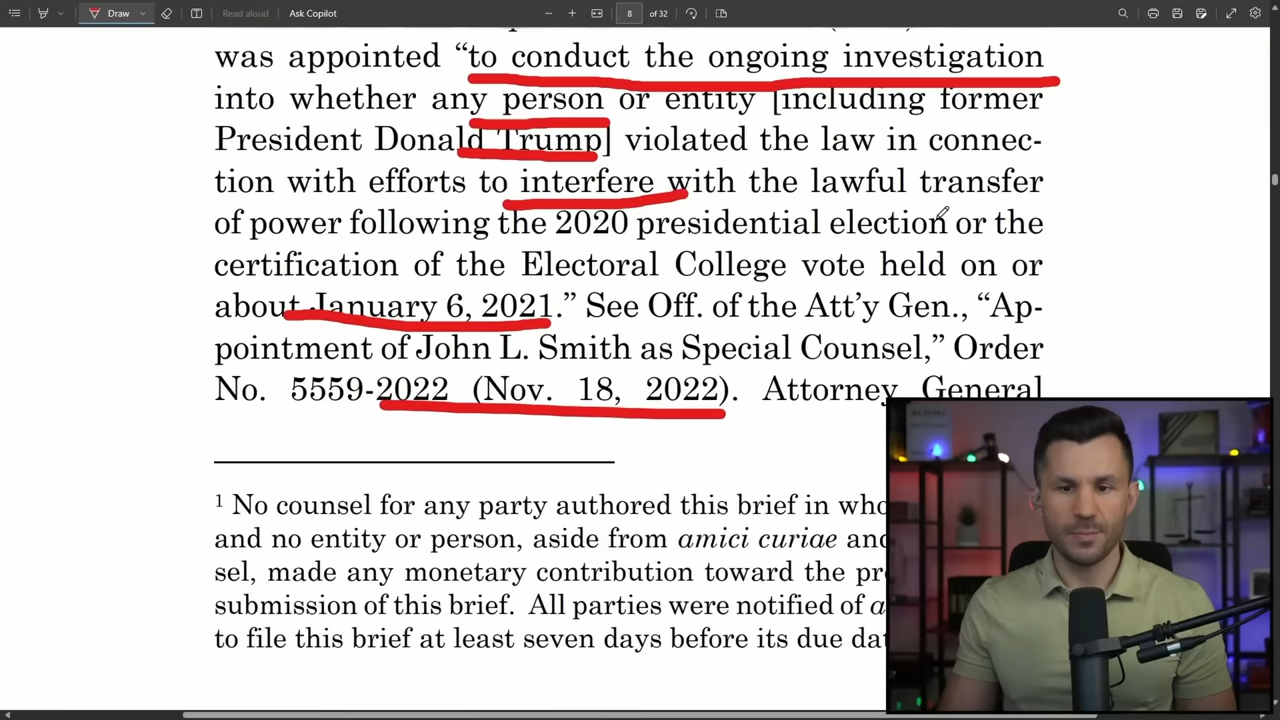 Draw
Read aloud
Ask Copilot
8 of 32
was appointed “to conduct the ongoing investigation
into whether any person or entity [including former
President Donald Trump] violated the law in connec-
tion with efforts to interfere with the lawful transfer
of power following the 2020 presidential election or the
certification of the Electoral College vote held on or
about January 6, 2021.” See Off. of the Att’y Gen., “Ap-
pointment of John L. Smith as Special Counsel,” Order
No. 5559-2022 (Nov. 18, 2022). Attorney General
1 No counsel for any party authored this brief in
and no entity or person, aside from amici curiae
sel, made any monetary contribution toward the
submission of this brief. All parties were notified of
to file this brief at least seven days before its due